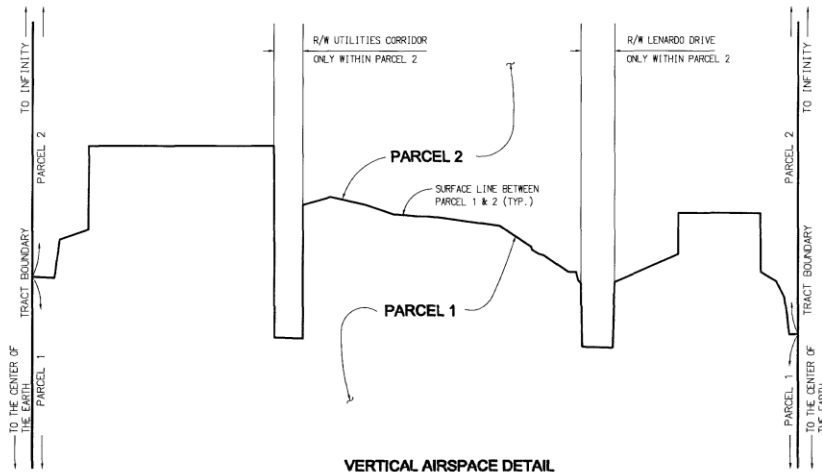 R/W UTILITIES CORRIDOR
ONLY WITHIN PARCEL 2
R/W LENARDO DRIVE
ONLY WITHIN PARCEL 2
TO INFINITY
PARCEL 2
TRACT BOUNDARY
PARCEL 1
TO THE CENTER OF
THE EARTH
PARCEL 2
SURFACE LINE BETWEEN
PARCEL 1 & 2 (TYP.)
PARCEL 1
TO INFINITY
PARCEL 2
TRACT BOUNDARY
PARCEL 1
TO THE CENTER OF
THE EARTH
VERTICAL AIRSPACE DETAIL